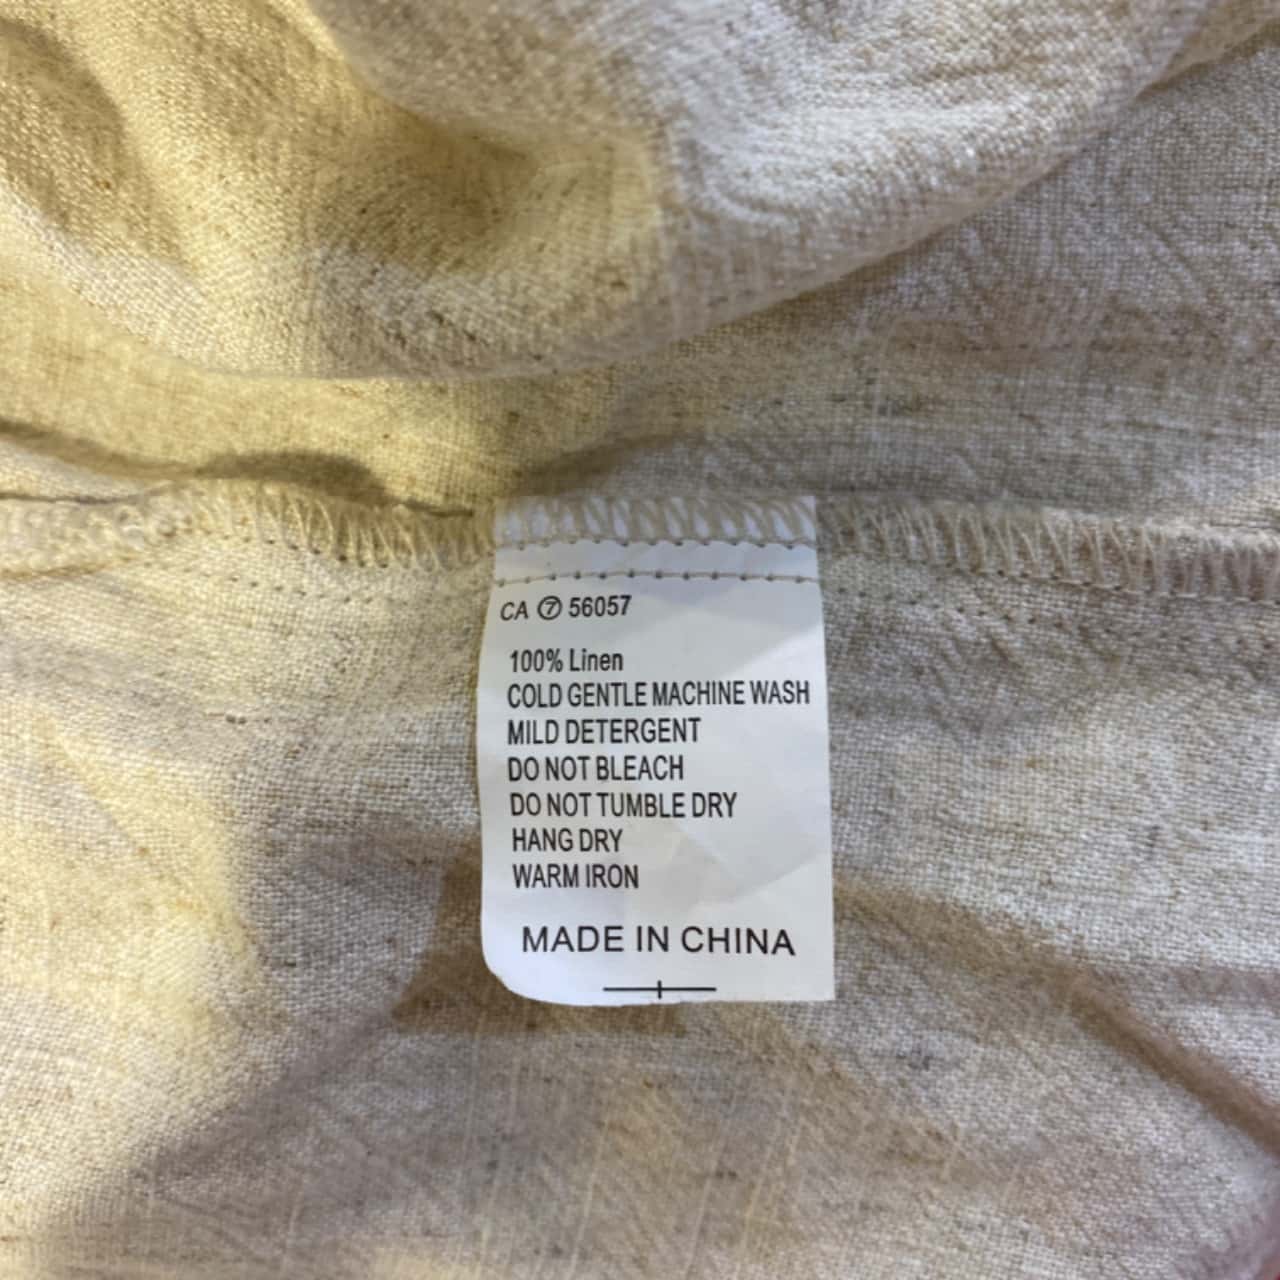 CA ⑦ 56057
100% Linen
COLD GENTLE MACHINE WASH
MILD DETERGENT
DO NOT BLEACH
DO NOT TUMBLE DRY
HANG DRY
WARM IRON
MADE IN CHINA